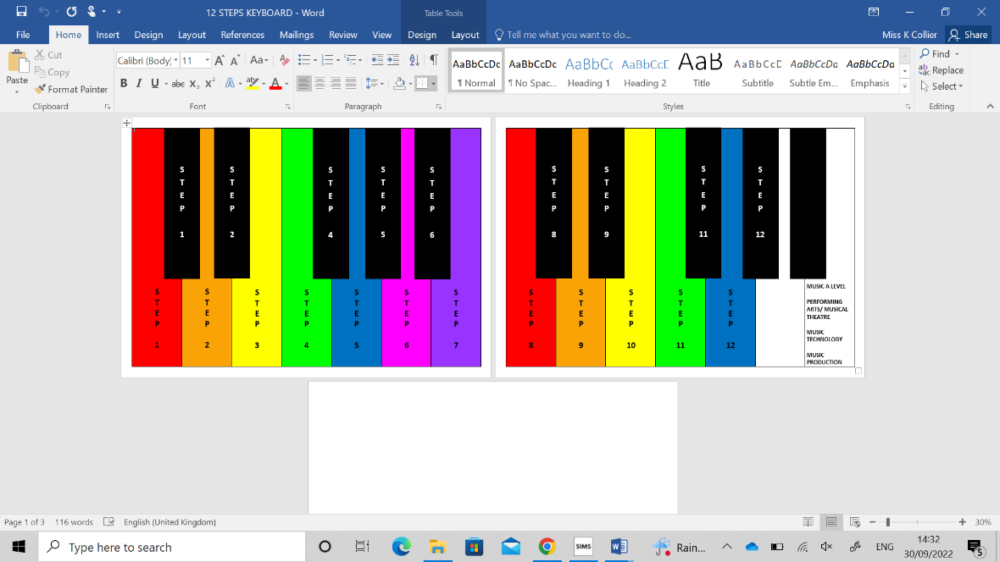 12 STEPS KEYBOARD - Word
Table Tools
File Home Insert Design Layout References Mailings Review View Design Layout Tell me what you want to do... Miss K Collier Share
Paste
Cut
Copy
Format Painter
Clipboard
Calibri (Body) 11
Font
Paragraph
AaBbCcDc AaBbCcDc AaBbCc AaBbCcE AaB AaBbCcD AaBbCcDa AaBbCcDa
¶ Normal ¶ No Spac... Heading 1 Heading 2 Title Subtitle Subtle Em... Emphasis
Styles
Find
Replace
Select
Editing
STEP 1
STEP 2
STEP 4
STEP 5
STEP 6
STEP 1
STEP 2
STEP 3
STEP 4
STEP 5
STEP 6
STEP 7
STEP 8
STEP 9
STEP 11
STEP 12
STEP 8
STEP 9
STEP 10
STEP 11
STEP 12
MUSIC A LEVEL
PERFORMING
ARTS/ MUSICAL
THEATRE
MUSIC
TECHNOLOGY
MUSIC
PRODUCTION
Page 1 of 3 116 words English (United Kingdom) 30%
Type here to search
SIMS
Rain...
ENG
14:32
30/09/2022
5